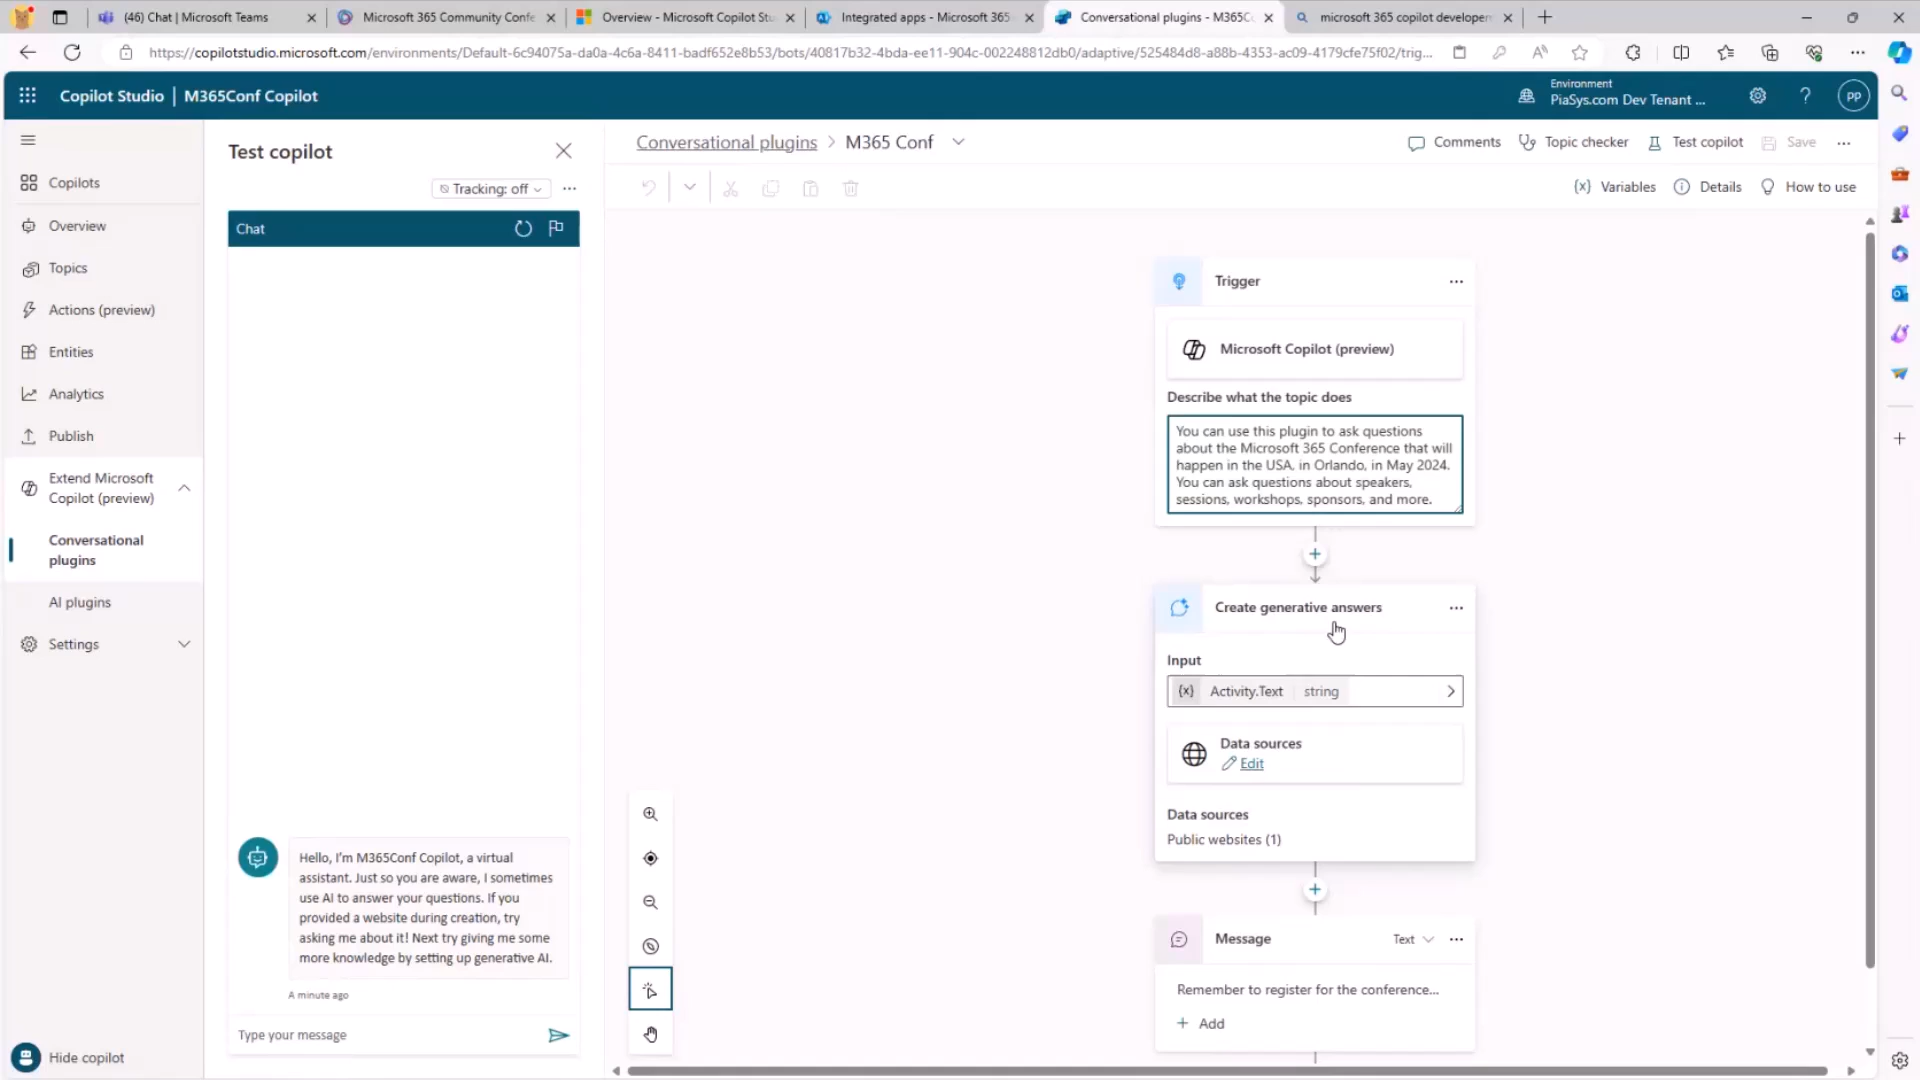 (46) Chat | Microsoft Teams
Microsoft 365 Community Confe
Overview - Microsoft Copilot Stu
Integrated apps - Microsoft 365
Conversational plugins - M365C
microsoft 365 copilot developer
https://copilotstudio.microsoft.com/environments/Default-6c94075a-da0a-4c6a-8411-badf652e8b53/bots/40817b32-4bda-ee11-904c-002248812db0/adaptive/525484d8-a88b-4353-ac09-4179cfe75f02/trig...
Copilot Studio | M365Conf Copilot
Environment
PiaSys.com Dev Tenant ...
PP
Copilots
Overview
Topics
Actions (preview)
Entities
Analytics
Publish
Extend Microsoft
Copilot (preview)
Conversational
plugins
AI plugins
Settings
Hide copilot
Test copilot
Tracking: off
Chat
Hello, I'm M365Conf Copilot, a virtual
assistant. Just so you are aware, I sometimes
use AI to answer your questions. If you
provided a website during creation, try
asking me about it! Next try giving me some
more knowledge by setting up generative AI.
A minute ago
Type your message
Conversational plugins > M365 Conf
Comments
Topic checker
Test copilot
Save
Variables
Details
How to use
Trigger
Microsoft Copilot (preview)
Describe what the topic does
You can use this plugin to ask questions
about the Microsoft 365 Conference that will
happen in the USA, in Orlando, in May 2024.
You can ask questions about speakers,
sessions, workshops, sponsors, and more.
Create generative answers
Input
{x} Activity.Text string
Data sources
Edit
Data sources
Public websites (1)
Message
Text
Remember to register for the conference...
+ Add